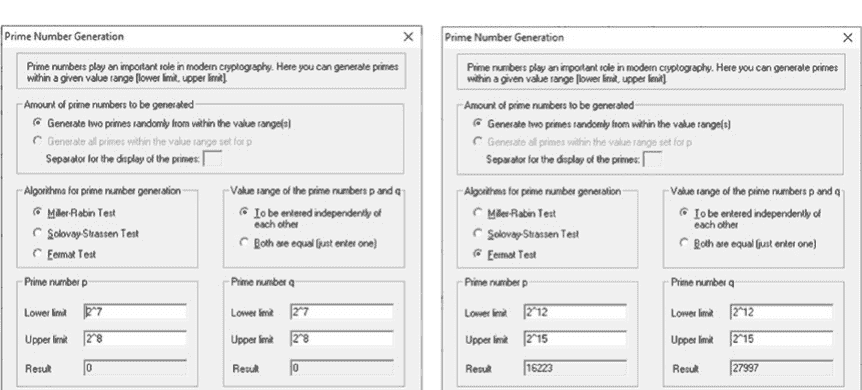 Prime Number Generation
Prime numbers play an important role in modern cryptography. Here you can generate primes
within a given value range [lower limit, upper limit].
Amount of prime numbers to be generated
Generate two primes randomly from within the value range(s)
Generate all primes within the value range set for p
Separator for the display of the primes:
Algorithms for prime number generation
Miller-Rabin Test
Solovay-Strassen Test
Fermat Test
Value range of the prime numbers p and q
To be entered independently of
each other
Both are equal (just enter one)
Prime number p
Lower limit 2^7
Upper limit 2^8
Result 0
Prime number q
Lower limit 2^7
Upper limit 2^8
Result 0
Prime Number Generation
Prime numbers play an important role in modern cryptography. Here you can generate primes
within a given value range [lower limit, upper limit].
Amount of prime numbers to be generated
Generate two primes randomly from within the value range(s)
Generate all primes within the value range set for p
Separator for the display of the primes:
Algorithms for prime number generation
Miller-Rabin Test
Solovay-Strassen Test
Fermat Test
Value range of the prime numbers p and q
To be entered independently of
each other
Both are equal (just enter one)
Prime number p
Lower limit 2^12
Upper limit 2^15
Result 16223
Prime number q
Lower limit 2^12
Upper limit 2^15
Result 27997